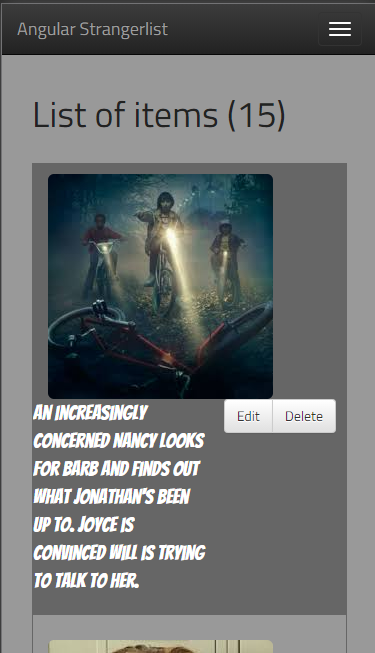 Angular Strangerlist
List of items (15)
AN INCREASINGLY
CONCERNED NANCY LOOKS
FOR BARB AND FINDS OUT
WHAT JONATHAN'S BEEN
UP TO. JOYCE IS
CONVINCED WILL IS TRYING
TO TALK TO HER.
Edit Delete